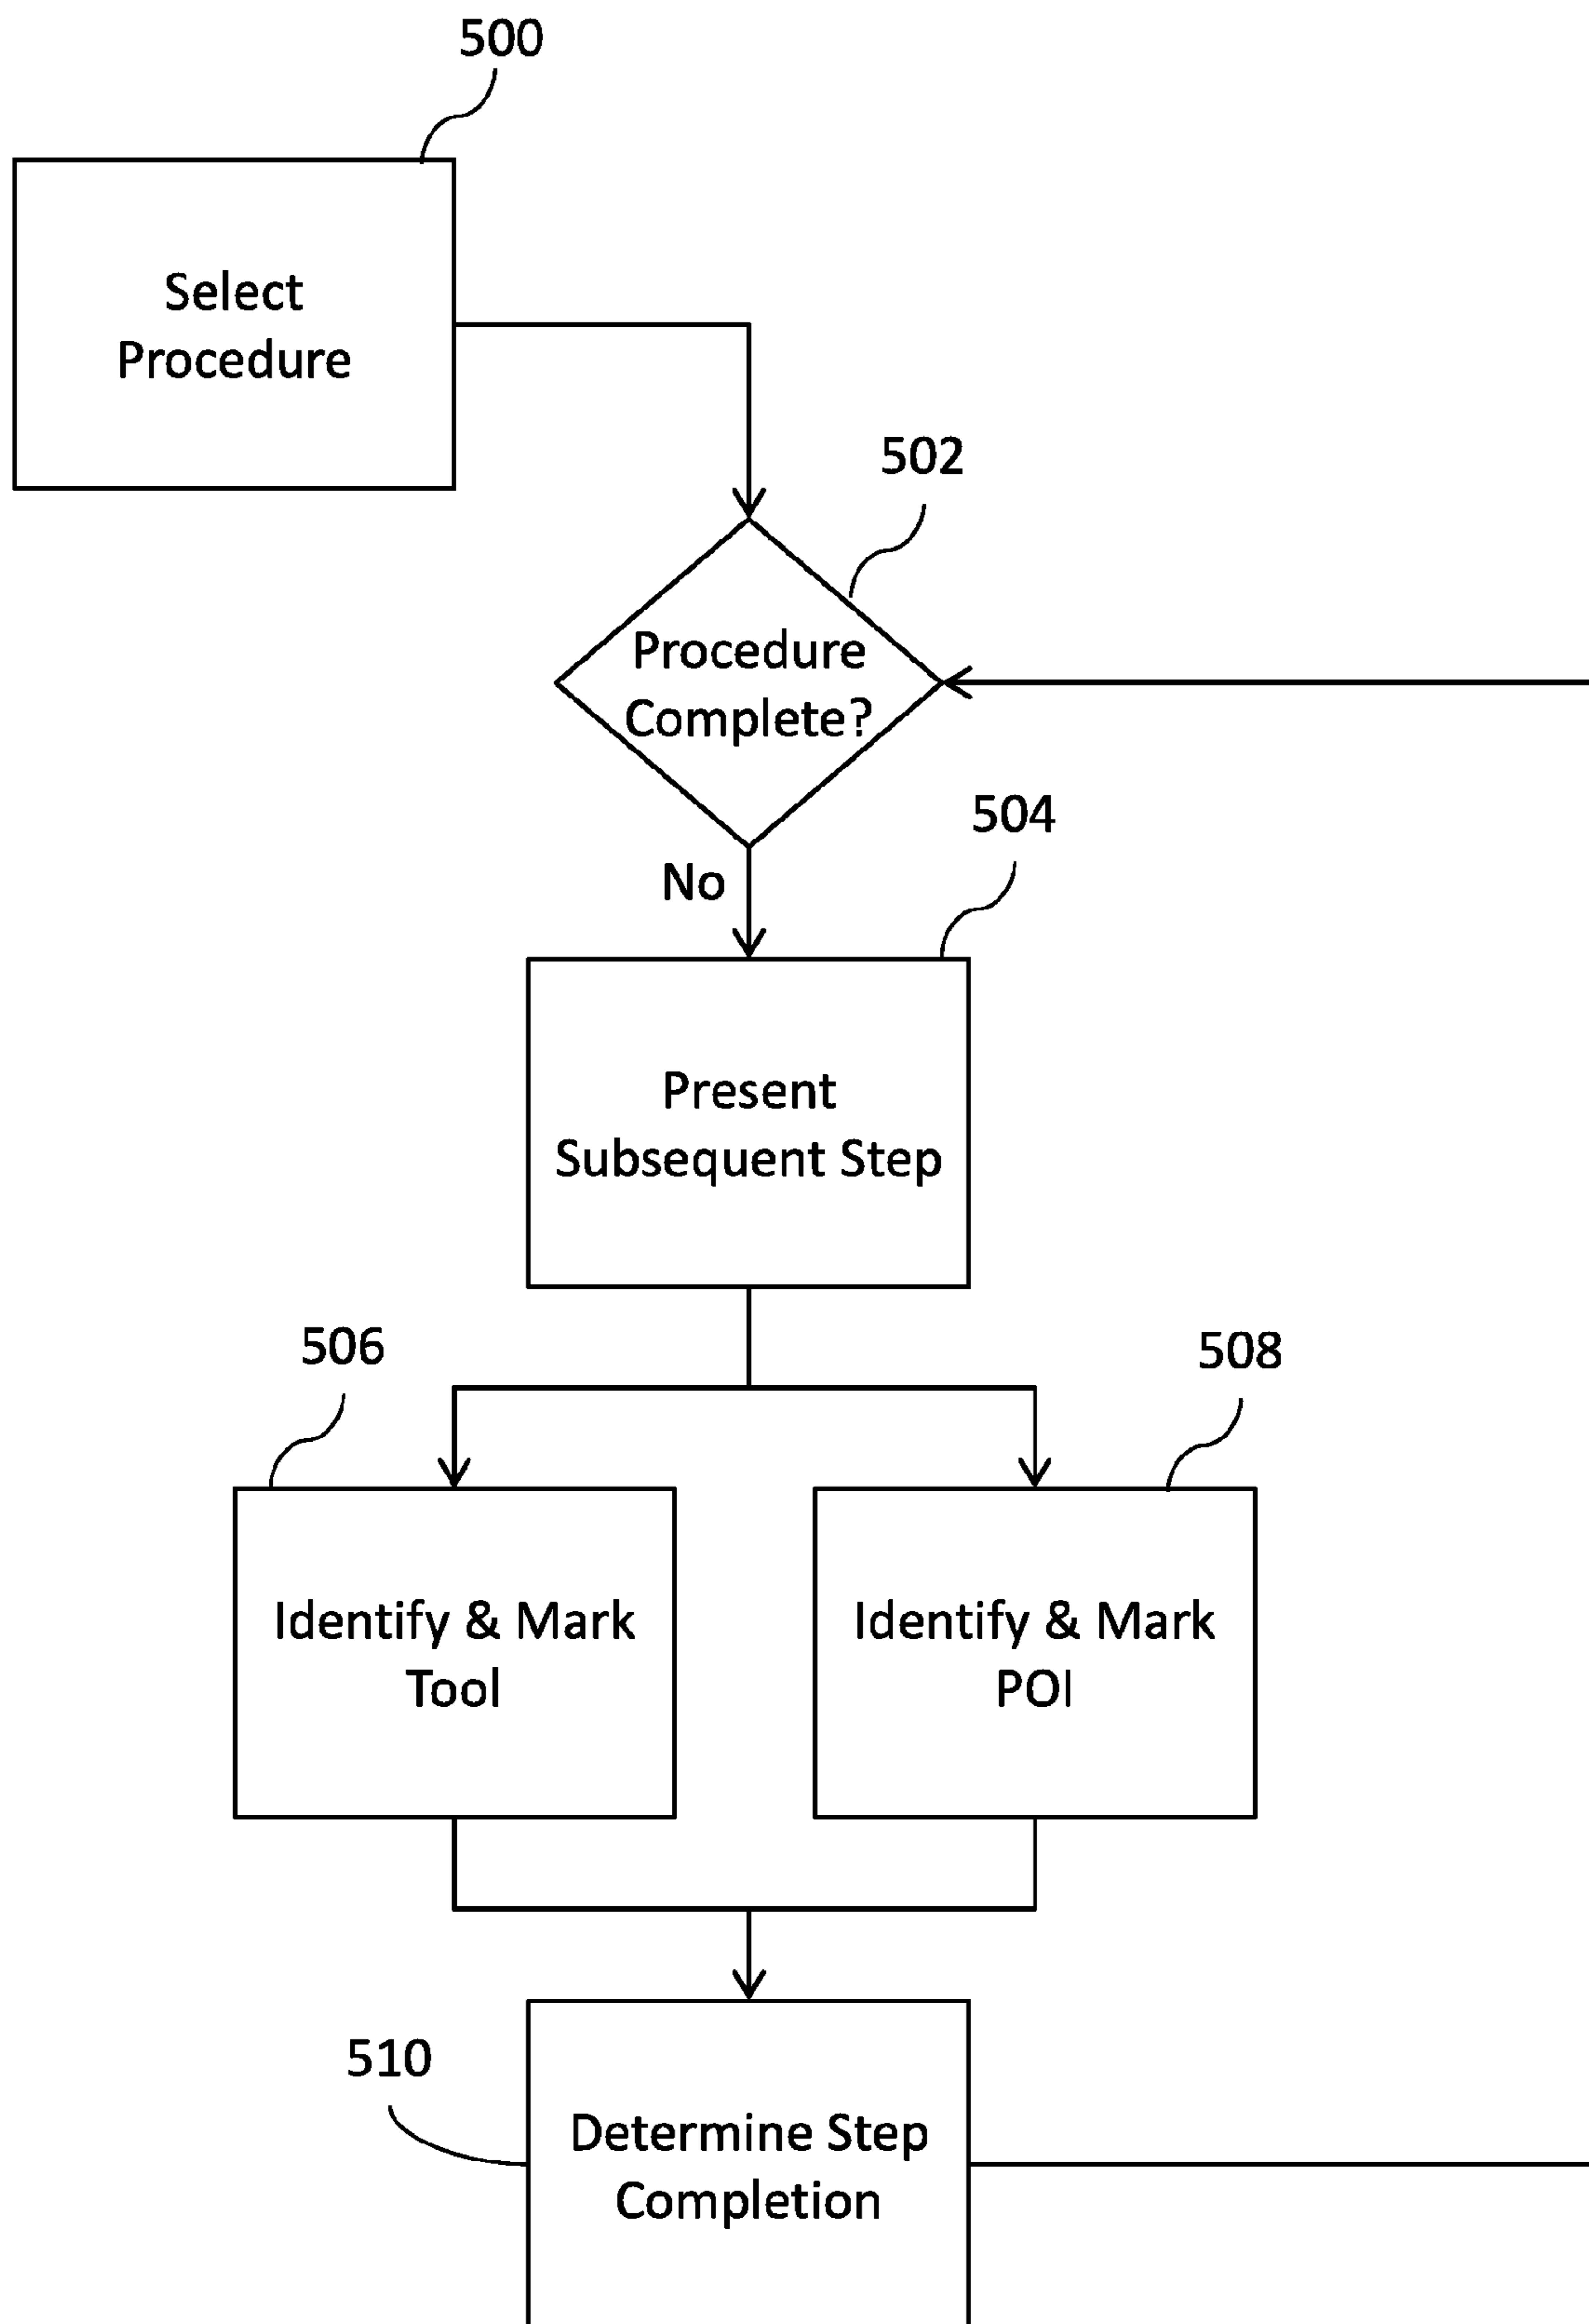 500
Select
Procedure
502
Procedure
Complete?
No
504
Present
Subsequent Step
506
508
Identify & Mark
Tool
Identify & Mark
POI
510
Determine Step
Completion